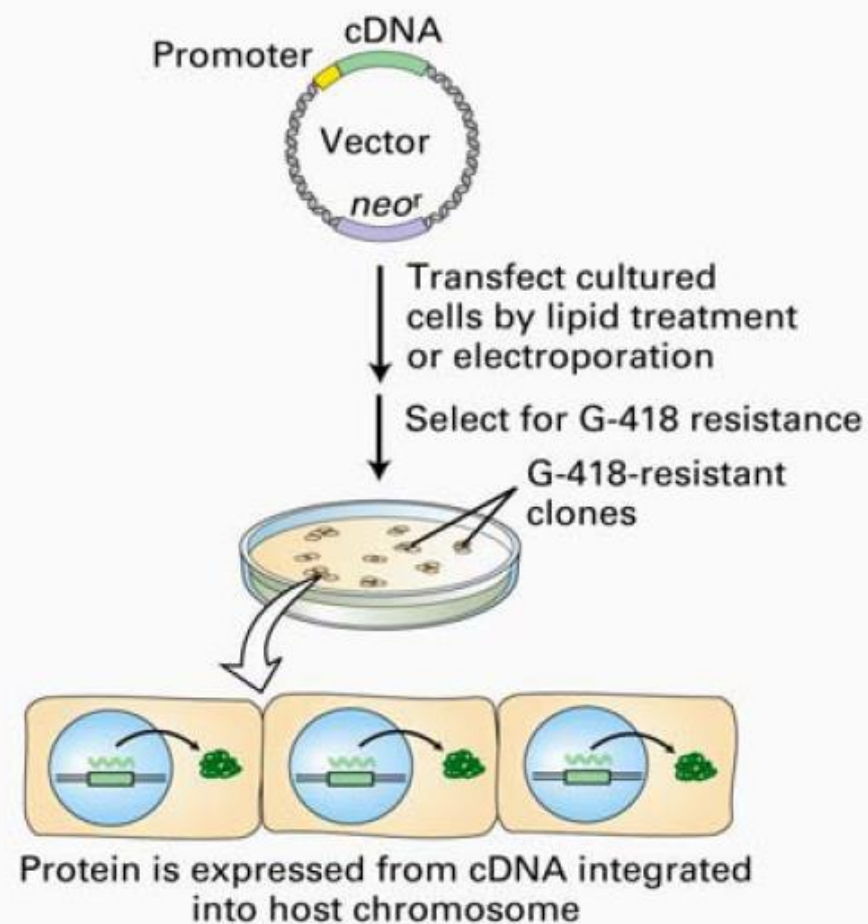 cDNA
Promoter
Vector
neoʳ
Transfect cultured
cells by lipid treatment
or electroporation
Select for G-418 resistance
G-418-resistant
clones
Protein is expressed from cDNA integrated
into host chromosome